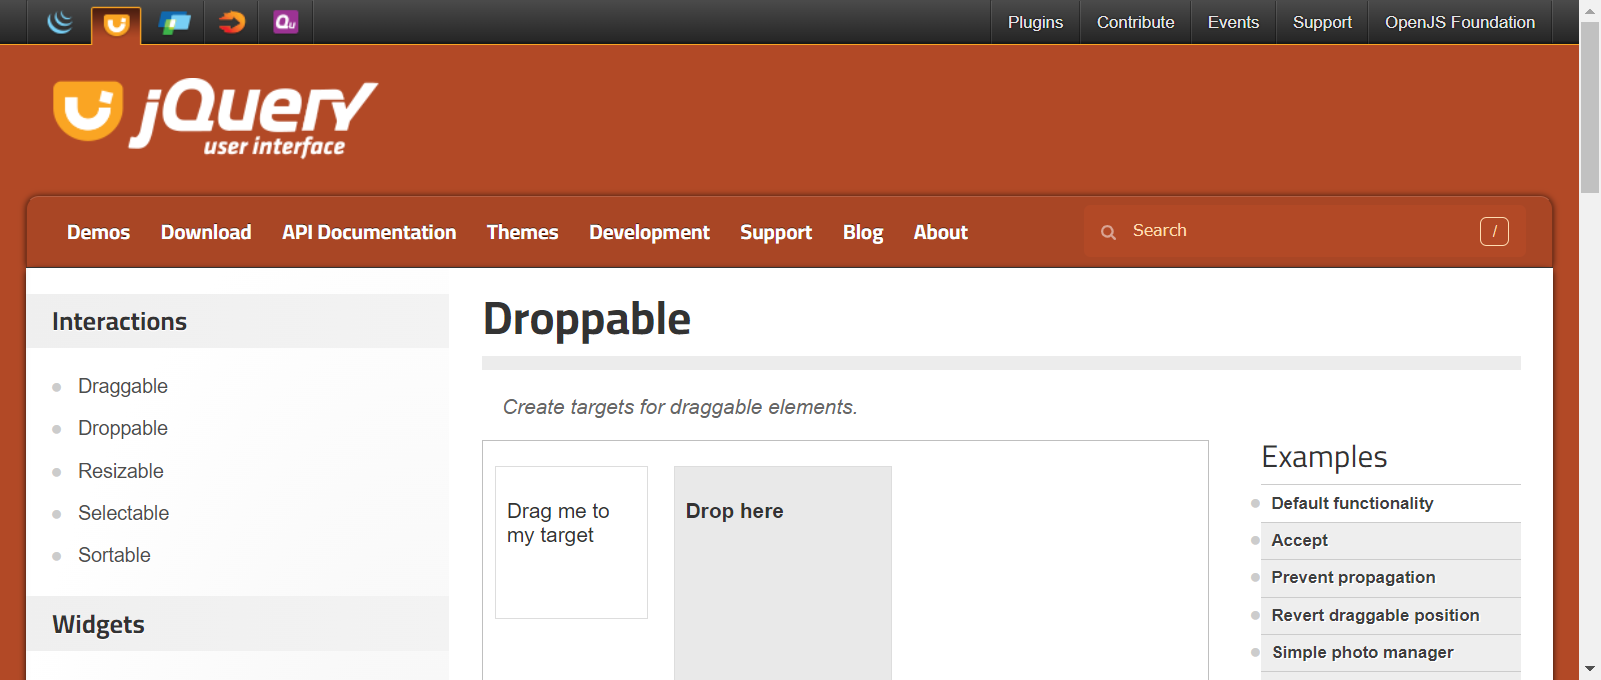 Qu
Plugins Contribute Events Support OpenJS Foundation
jQuery
user interface
Demos Download API Documentation Themes Development Support Blog About Search /
Interactions
Draggable
Droppable
Resizable
Selectable
Sortable
Widgets
Droppable
Create targets for draggable elements.
Drag me to
my target
Drop here
Examples
Default functionality
Accept
Prevent propagation
Revert draggable position
Simple photo manager